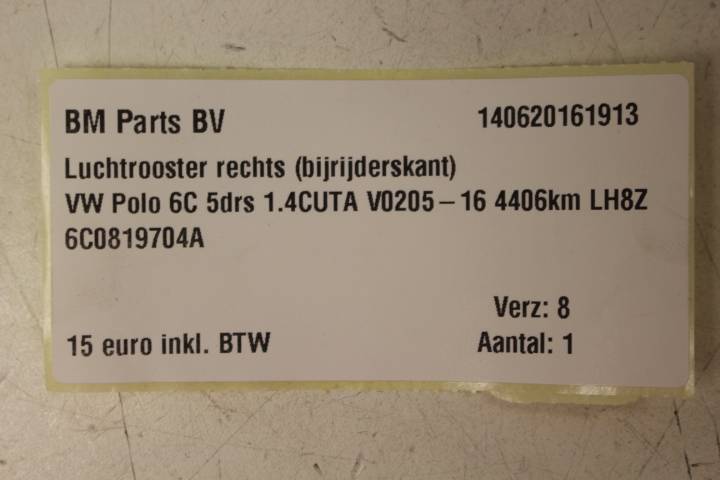 BM Parts BV 140620161913
Luchtrooster rechts (bijrijderskant)
VW Polo 6C 5drs 1.4CUTA V0205-16 4406km LH8Z
6C0819704A
Verz: 8
15 euro inkl. BTW Aantal: 1